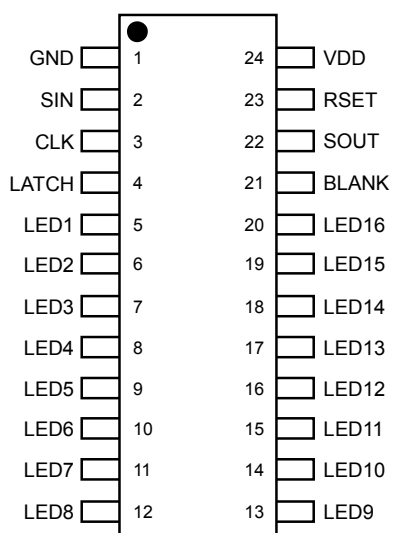 GND 1 24 VDD
SIN 2 23 RSET
CLK 3 22 SOUT
LATCH 4 21 BLANK
LED1 5 20 LED16
LED2 6 19 LED15
LED3 7 18 LED14
LED4 8 17 LED13
LED5 9 16 LED12
LED6 10 15 LED11
LED7 11 14 LED10
LED8 12 13 LED9